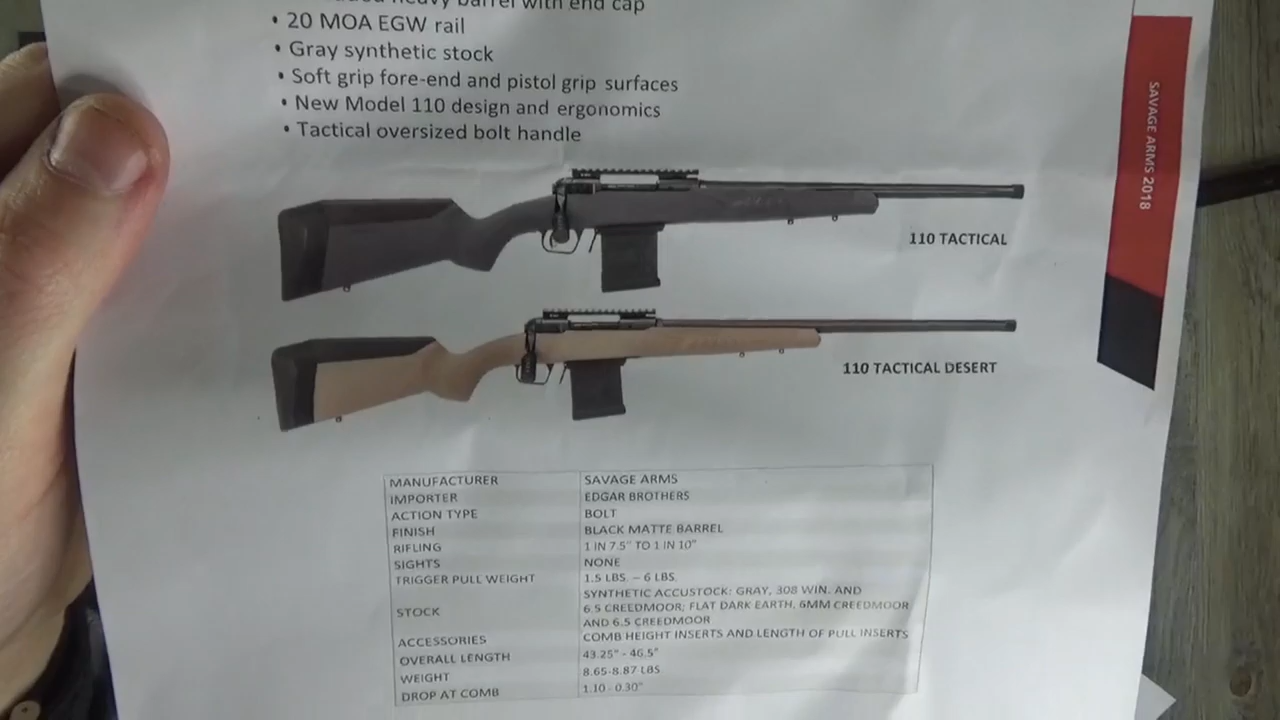 heavy barrel with end cap
• 20 MOA EGW rail
• Gray synthetic stock
• Soft grip fore-end and pistol grip surfaces
• New Model 110 design and ergonomics
• Tactical oversized bolt handle
SAVAGE ARMS 2018
110 TACTICAL
110 TACTICAL DESERT
MANUFACTURER SAVAGE ARMS
IMPORTER EDGAR BROTHERS
ACTION TYPE BOLT
FINISH BLACK MATTE BARREL
RIFLING 1 IN 7.5" TO 1 IN 10"
SIGHTS NONE
TRIGGER PULL WEIGHT 1.5 LBS. – 6 LBS.
STOCK SYNTHETIC ACCUSTOCK: GRAY, 308 WIN. AND
6.5 CREEDMOOR; FLAT DARK EARTH, 6MM CREEDMOOR
AND 6.5 CREEDMOOR
ACCESSORIES COMB HEIGHT INSERTS AND LENGTH OF PULL INSERTS
OVERALL LENGTH 43.25" - 46.5"
WEIGHT 8.65-8.87 LBS
DROP AT COMB 1.10 - 0.30"